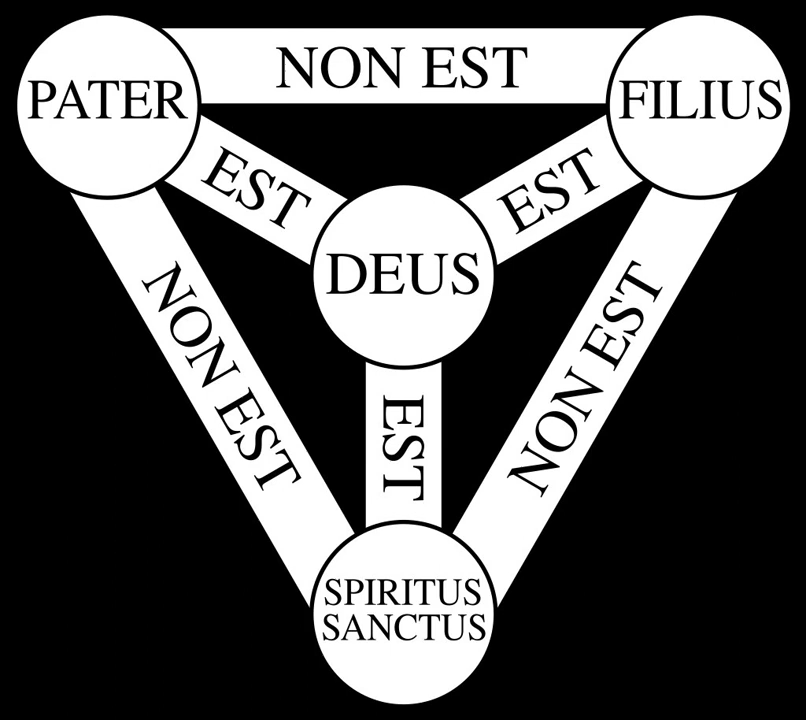 PATER
NON EST
FILIUS
EST
EST
DEUS
NON EST
EST
NON EST
SPIRITUS
SANCTUS